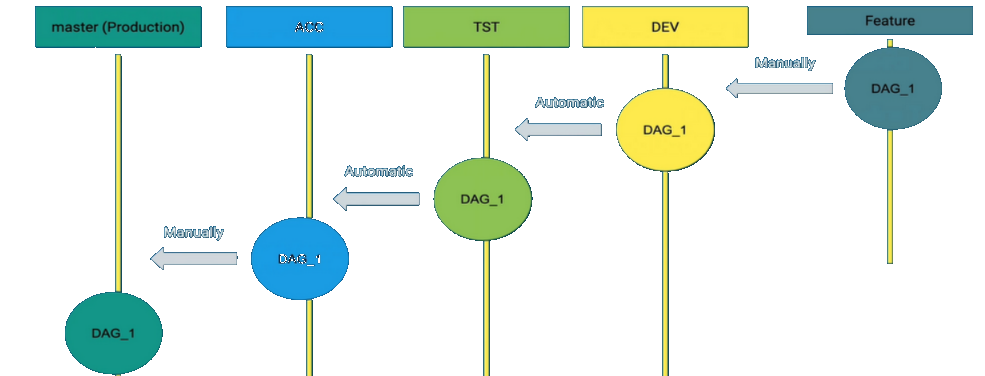 master (Production)
ACC
TST
DEV
Feature
Manually
DAG_1
Automatic
DAG_1
Automatic
DAG_1
Manually
DAG_1
DAG_1